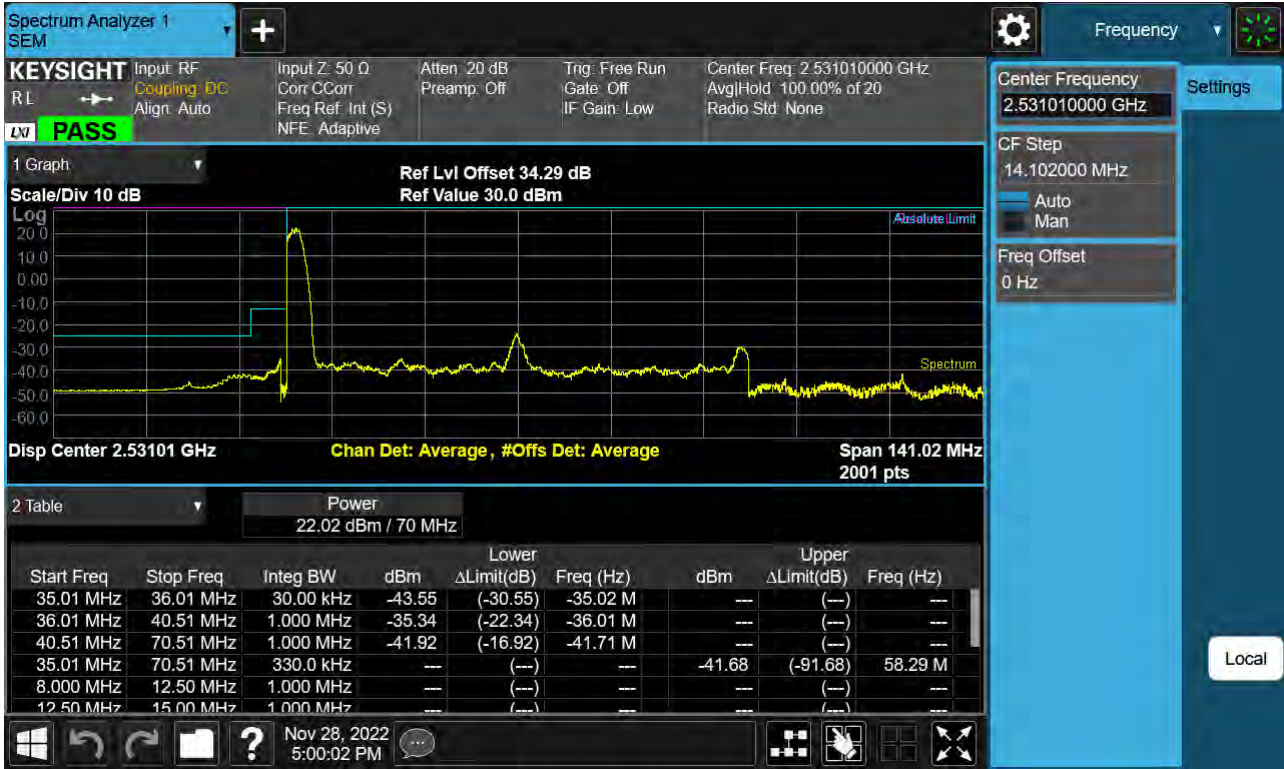 Spectrum Analyzer 1
SEM
Frequency
KEYSIGHT
Input: RF
Coupling: DC
Align: Auto
Input Z: 50 Ω
Corr CCorr
Freq Ref: Int (S)
NFE: Adaptive
Atten: 20 dB
Preamp: Off
Trig: Free Run
Gate: Off
IF Gain: Low
Center Freq: 2.531010000 GHz
Avg|Hold: 100.00% of 20
Radio Std: None
R L
LXI PASS
Center Frequency
2.531010000 GHz
Settings
CF Step
14.102000 MHz
Auto
Man
Freq Offset
0 Hz
Local
1 Graph
Ref Lvl Offset 34.29 dB
Scale/Div 10 dB
Ref Value 30.0 dBm
Log
Absolute Limit
20.0
10.0
0.00
-10.0
-20.0
-30.0
-40.0
-50.0
-60.0
Spectrum
Disp Center 2.53101 GHz Chan Det: Average , #Offs Det: Average Span 141.02 MHz
2001 pts
2 Table
Power
22.02 dBm / 70 MHz
Lower Upper
Start Freq Stop Freq Integ BW dBm ΔLimit(dB) Freq (Hz) dBm ΔLimit(dB) Freq (Hz)
35.01 MHz 36.01 MHz 30.00 kHz -43.55 (-30.55) -35.02 M --- (---) ---
36.01 MHz 40.51 MHz 1.000 MHz -35.34 (-22.34) -36.01 M --- (---) ---
40.51 MHz 70.51 MHz 1.000 MHz -41.92 (-16.92) -41.71 M --- (---) ---
35.01 MHz 70.51 MHz 330.0 kHz --- (---) --- -41.68 (-91.68) 58.29 M
8.000 MHz 12.50 MHz 1.000 MHz --- (---) --- --- (---) ---
12.50 MHz 15.00 MHz 1.000 MHz --- (---) --- --- (---) ---
?
Nov 28, 2022
5:00:02 PM